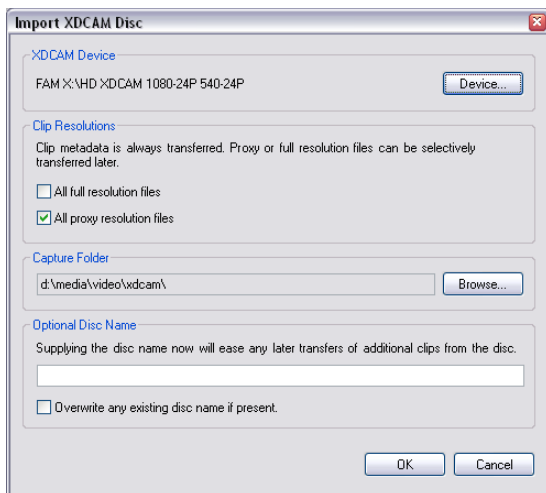 Import XDCAM Disc
XDCAM Device
FAM X:\HD XDCAM 1080-24P 540-24P
Device...
Clip Resolutions
Clip metadata is always transferred. Proxy or full resolution files can be selectively
transferred later.
All full resolution files
All proxy resolution files
Capture Folder
d:\media\video\xdcam\
Browse...
Optional Disc Name
Supplying the disc name now will ease any later transfers of additional clips from the disc.
Overwrite any existing disc name if present.
OK
Cancel